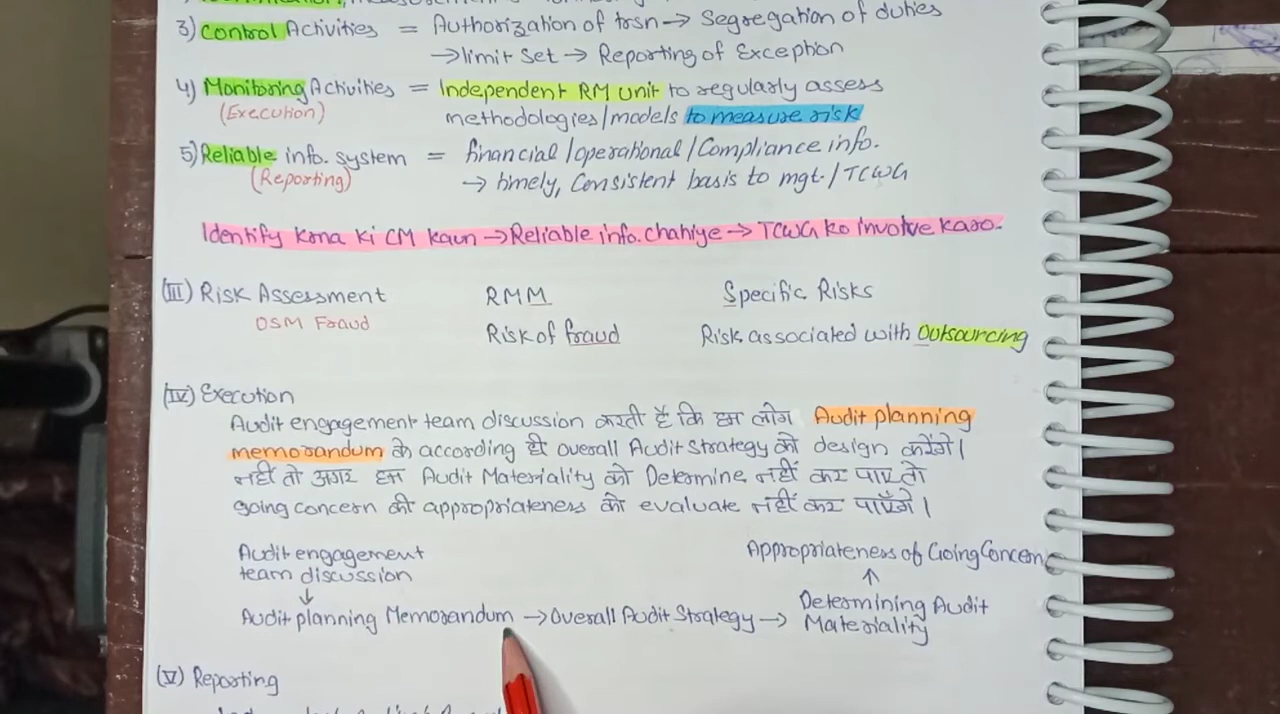 3) Control Activities = Authorization of trsn → Segregation of duties
→ limit set → Reporting of Exception
4) Monitoring Activities = Independent RM unit to regularly assess
(Execution) methodologies/models to measure risk
5) Reliable info. system = financial/operational/Compliance info.
(Reporting) → timely, Consistent basis to mgt./TCWG
Identify Krna ki CM kaun → Reliable info. chahiye → TCWG ko involve karo.
(III) Risk Assessment RMM Specific Risks
OSM Fraud Risk of fraud Risk associated with Outsourcing
(IV) Execution
Audit engagement team discussion करती है कि हम लोग Audit planning
memorandum के according ही overall Audit Strategy को design करेंगे।
नहीं तो अगर हम Audit Materiality को Determine नहीं कर पाए तो
going concern की appropriateness को evaluate नहीं कर पाएँगे।
Audit engagement Appropriateness of Going Concern
team discussion ↑
↓ Determining Audit
Audit planning Memorandum → Overall Audit Strategy → Materiality
(V) Reporting